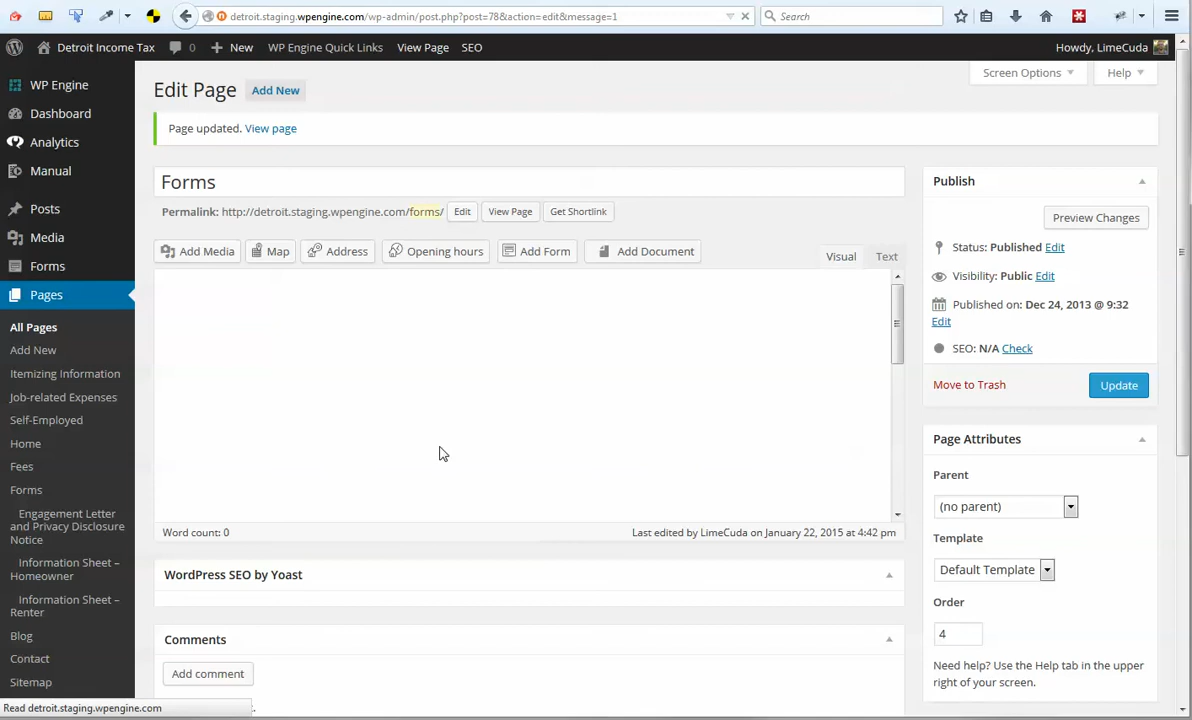 detroit.staging.wpengine.com/wp-admin/post.php?post=78&action=edit&message=1
Search
Detroit Income Tax
0
New
WP Engine Quick Links
View Page
SEO
Howdy, LimeCuda
WP Engine
Dashboard
Analytics
Manual
Posts
Media
Forms
Pages
All Pages
Add New
Itemizing Information
Job-related Expenses
Self-Employed
Home
Fees
Forms
Engagement Letter
and Privacy Disclosure
Notice
Information Sheet –
Homeowner
Information Sheet –
Renter
Blog
Contact
Sitemap
Read detroit.staging.wpengine.com
Screen Options
Help
Edit Page
Add New
Page updated. View page
Forms
Permalink: http://detroit.staging.wpengine.com/forms/
Edit
View Page
Get Shortlink
Add Media
Map
Address
Opening hours
Add Form
Add Document
Visual
Text
Word count: 0
Last edited by LimeCuda on January 22, 2015 at 4:42 pm
WordPress SEO by Yoast
Comments
Add comment
Publish
Preview Changes
Status: Published Edit
Visibility: Public Edit
Published on: Dec 24, 2013 @ 9:32
Edit
SEO: N/A Check
Move to Trash
Update
Page Attributes
Parent
(no parent)
Template
Default Template
Order
4
Need help? Use the Help tab in the upper
right of your screen.